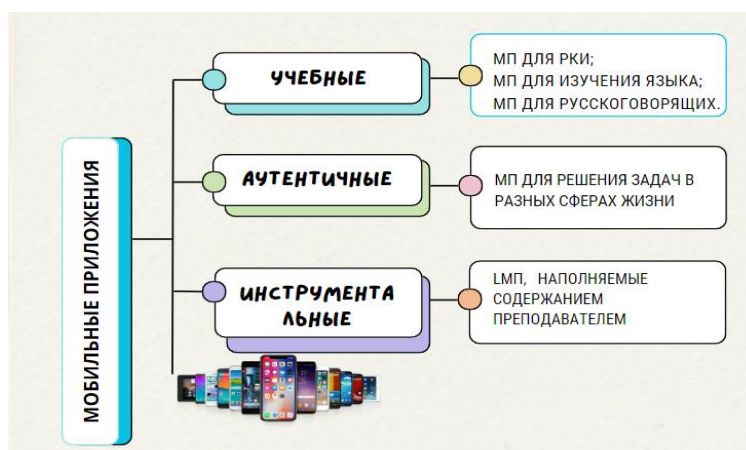 МОБИЛЬНЫЕ ПРИЛОЖЕНИЯ
УЧЕБНЫЕ
МП ДЛЯ РКИ;
МП ДЛЯ ИЗУЧЕНИЯ ЯЗЫКА;
МП ДЛЯ РУССКОГОВОРЯЩИХ.
АУТЕНТИЧНЫЕ
МП ДЛЯ РЕШЕНИЯ ЗАДАЧ В
РАЗНЫХ СФЕРАХ ЖИЗНИ
ИНСТРУМЕНТА
ЛЬНЫЕ
LМП, НАПОЛНЯЕМЫЕ
СОДЕРЖАНИЕМ
ПРЕПОДАВАТЕЛЕМ